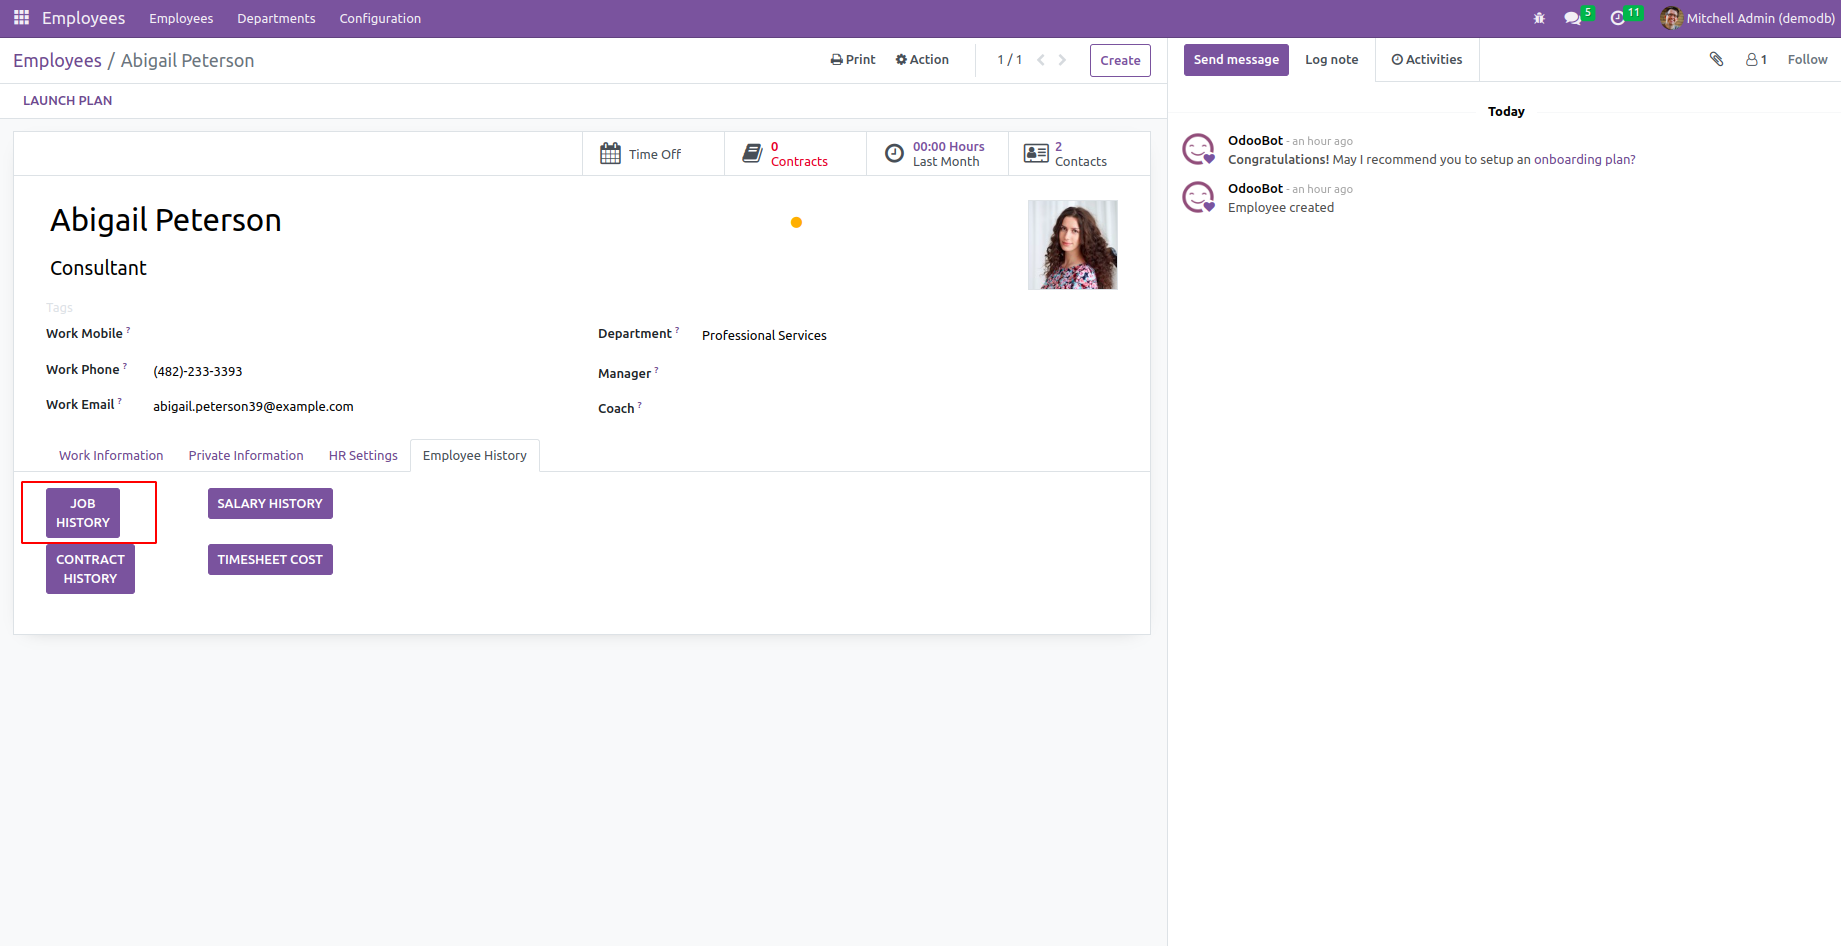 Employees Employees Departments Configuration 5 11 Mitchell Admin (demodb)
Employees / Abigail Peterson Print Action 1 / 1 Create Send message Log note Activities 1 Follow
LAUNCH PLAN
Today
Time Off
0
Contracts
00:00 Hours
Last Month
2
Contacts
OdooBot - an hour ago
Congratulations! May I recommend you to setup an onboarding plan?
OdooBot - an hour ago
Employee created
Abigail Peterson
Consultant
Tags
Work Mobile ?
Work Phone ? (482)-233-3393
Work Email ? abigail.peterson39@example.com
Department ? Professional Services
Manager ?
Coach ?
Work Information Private Information HR Settings Employee History
JOB
HISTORY
SALARY HISTORY
CONTRACT
HISTORY
TIMESHEET COST